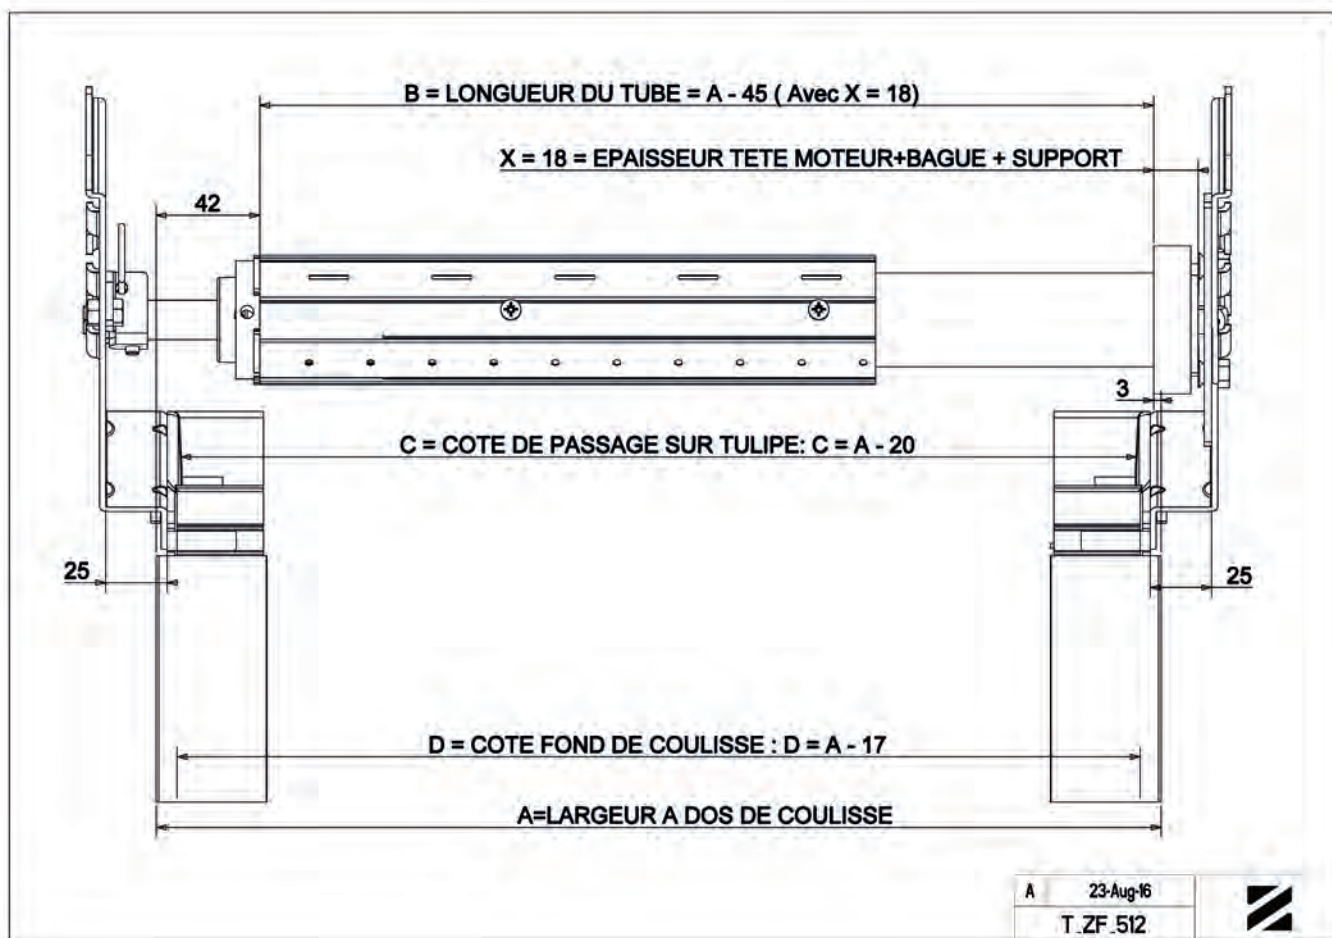 B = LONGUEUR DU TUBE = A - 45 ( Avec X = 18)
X = 18 = EPAISSEUR TETE MOTEUR+BAGUE + SUPPORT
42
3
C = COTE DE PASSAGE SUR TULIPE: C = A - 20
25
25
D = COTE FOND DE COULISSE : D = A - 17
A=LARGEUR A DOS DE COULISSE
A 23-Aug-16
T_ZF_512